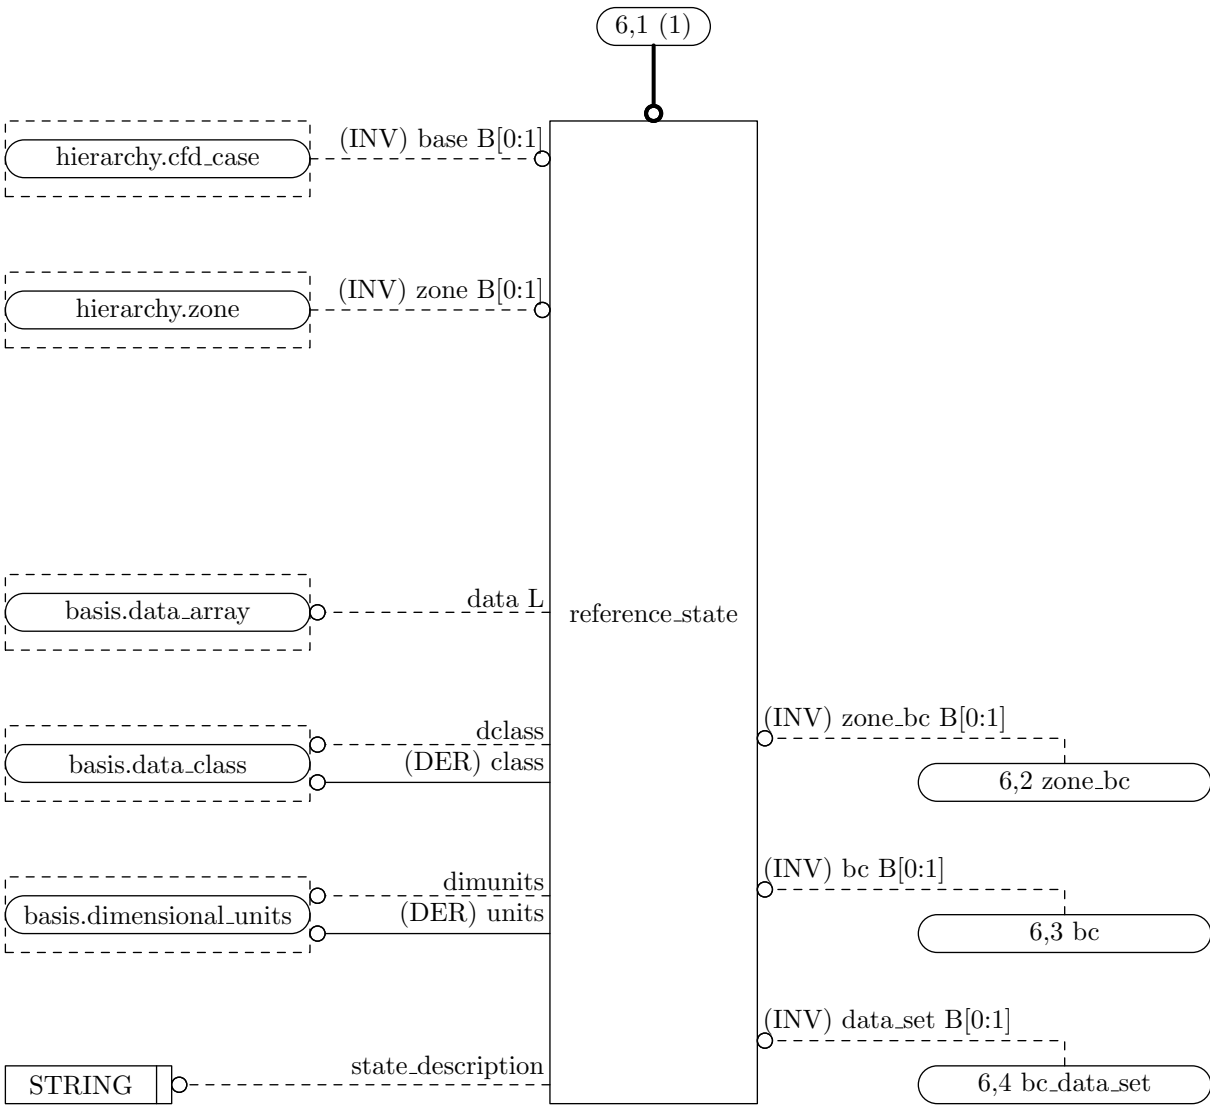 6,1 (1)
(INV) base B[0:1]
hierarchy.cfd_case
(INV) zone B[0:1]
hierarchy.zone
data L
basis.data_array
reference_state
(INV) zone_bc B[0:1]
dclass
(DER) class
basis.data_class
6,2 zone_bc
(INV) bc B[0:1]
dimunits
(DER) units
basis.dimensional_units
6,3 bc
(INV) data_set B[0:1]
state_description
STRING
6,4 bc_data_set